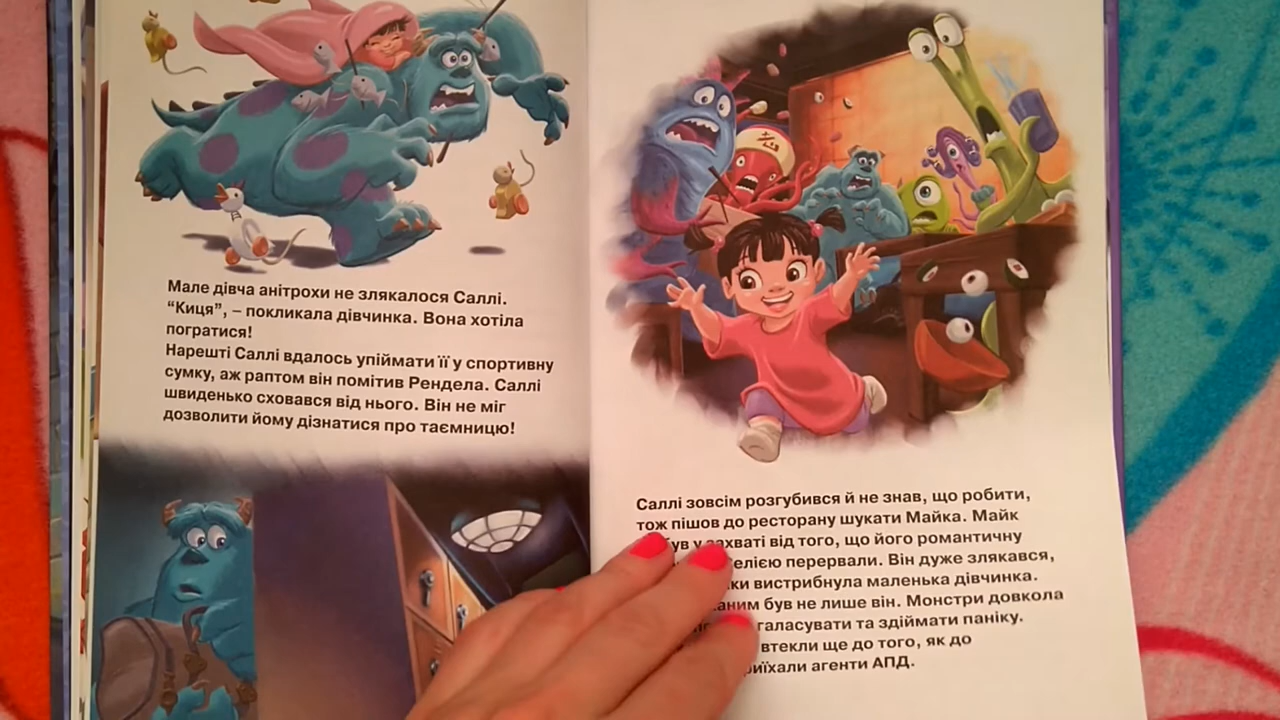 Мале дівча анітрохи не злякалося Саллі.
“Киця”, – покликала дівчинка. Вона хотіла
погратися!
Нарешті Саллі вдалось упіймати її у спортивну
сумку, аж раптом він помітив Рендела. Саллі
швиденько сховався від нього. Він не міг
дозволити йому дізнатися про таємницю!
Саллі зовсім розгубився й не знав, що робити,
тож пішов до ресторану шукати Майка. Майк
був у захваті від того, що його романтичну
перервали. Він дуже злякався,
вистрибнула маленька дівчинка.
був не лише він. Монстри довкола
галасувати та здіймати паніку.
втекли ще до того, як до
агенти АПД.